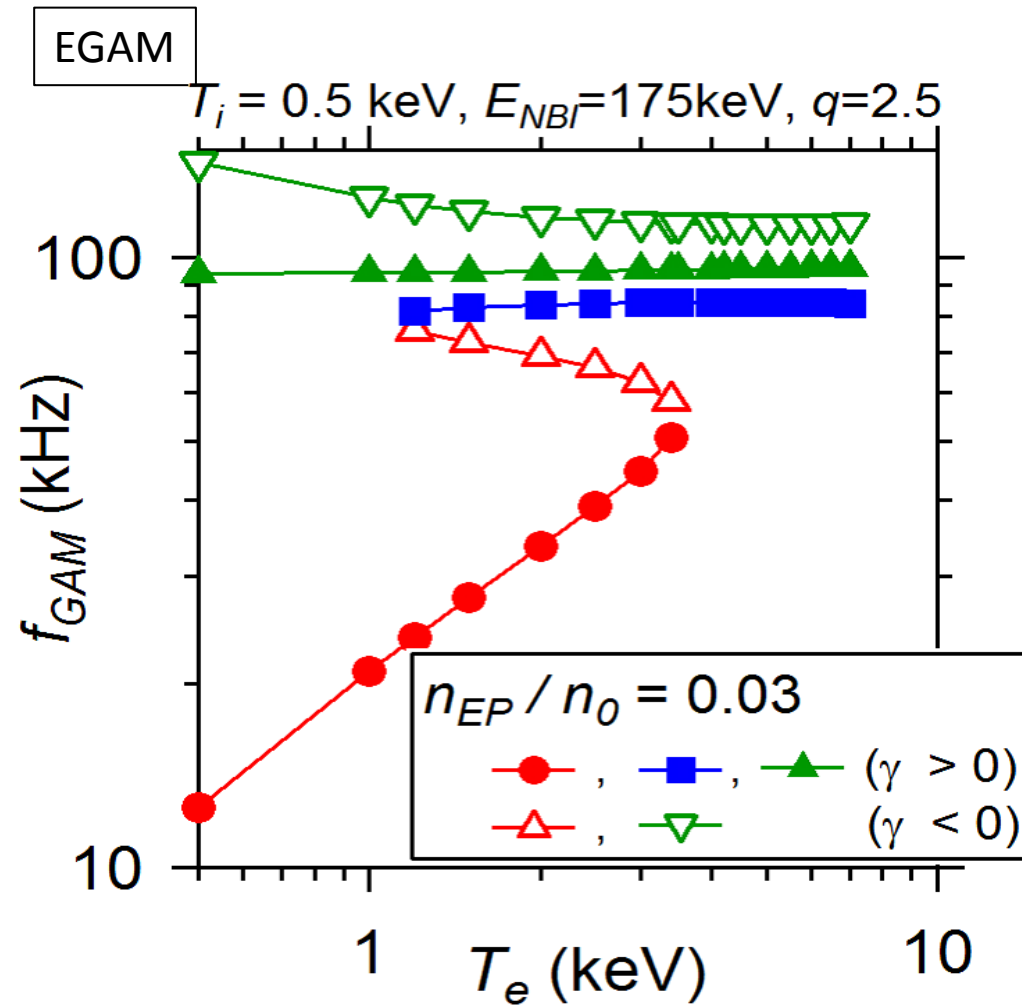 EGAM
T_i = 0.5 keV, E_NBI=175keV, q=2.5
100
10
f_GAM (kHz)
n_EP / n_0 = 0.03
, , (γ > 0)
, (γ < 0)
1
10
T_e (keV)